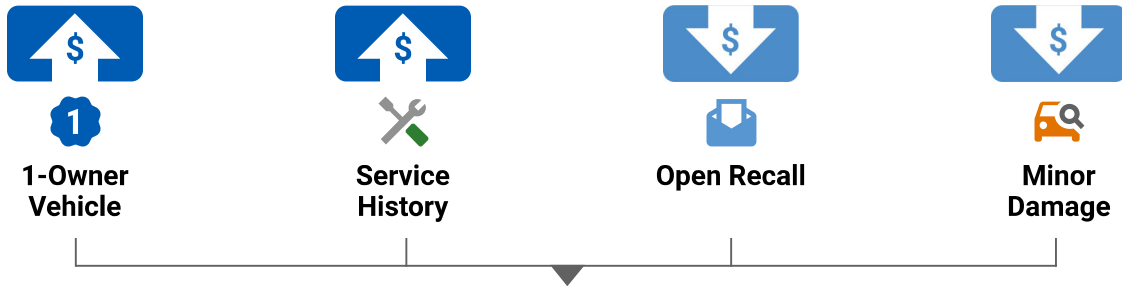 $
$
$
$
1
1-Owner
Vehicle
Service
History
Open Recall
Minor
Damage